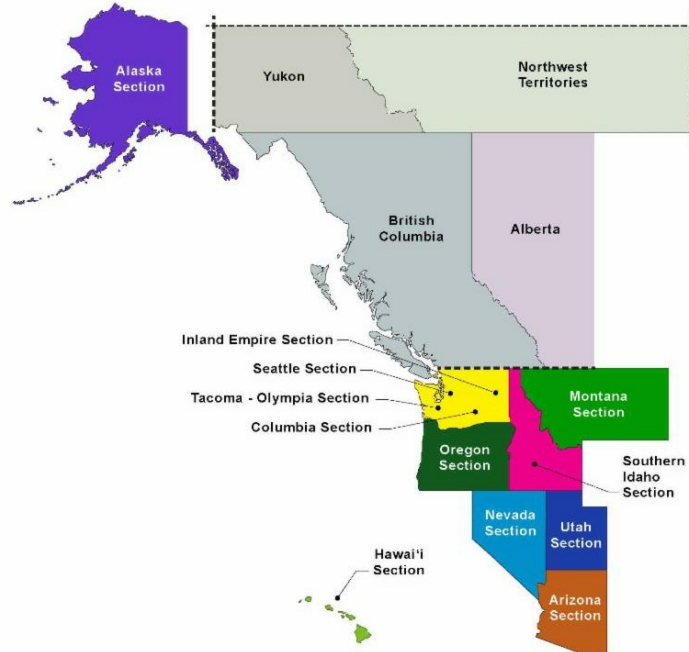 Alaska
Section
Yukon
Northwest
Territories
British
Columbia
Alberta
Inland Empire Section
Seattle Section
Tacoma - Olympia Section
Columbia Section
Montana
Section
Oregon
Section
Southern
Idaho
Section
Nevada
Section
Utah
Section
Hawai‘i
Section
Arizona
Section